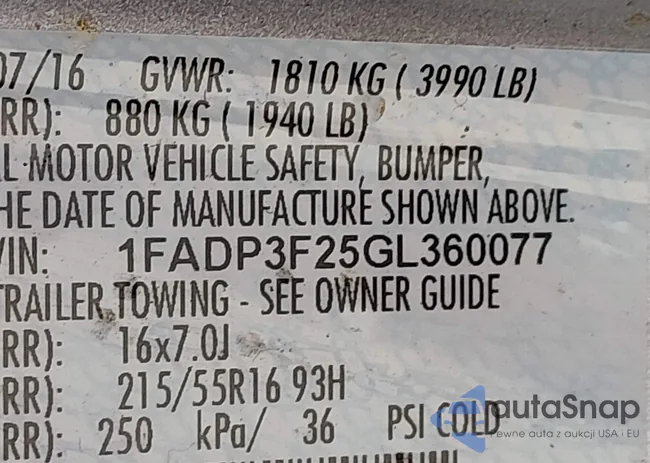 07/16 GVWR: 1810 KG ( 3990 LB)
RR): 880 KG ( 1940 LB)
L MOTOR VEHICLE SAFETY, BUMPER,
HE DATE OF MANUFACTURE SHOWN ABOVE.
VIN: 1FADP3F25GL360077
TRAILER TOWING - SEE OWNER GUIDE
RR): 16x7.0J
RR): 215/55R16 93H
RR): 250 kPa/ 36 PSI COLD
autaSnap
Pewne auta z aukcji USA i EU